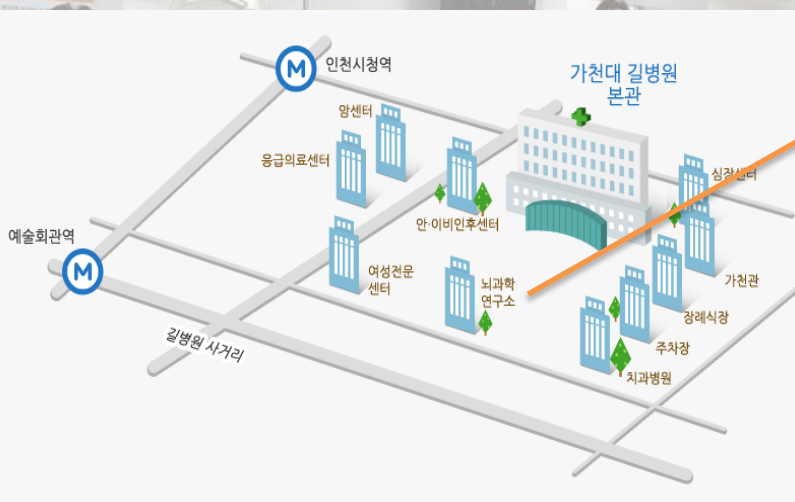 가천대 길병원
본관
인천시청역
암센터
응급의료센터
심장센터
안·이비인후센터
예술회관역
여성전문
센터
뇌과학
연구소
가천관
장례식장
길병원 사거리
주차장
치과병원